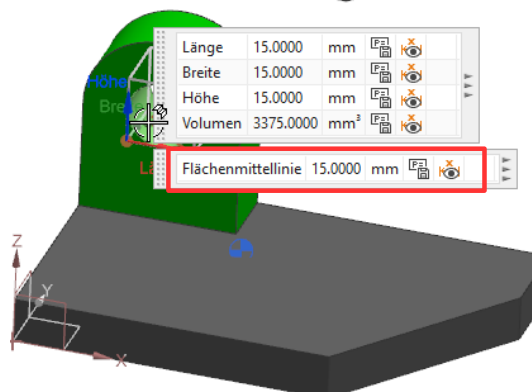 Länge 15.0000 mm
Breite 15.0000 mm
Höhe 15.0000 mm
Volumen 3375.0000 mm³
Flächenmittellinie 15.0000 mm
Höhe
Bre
Lä
Z
Y
X